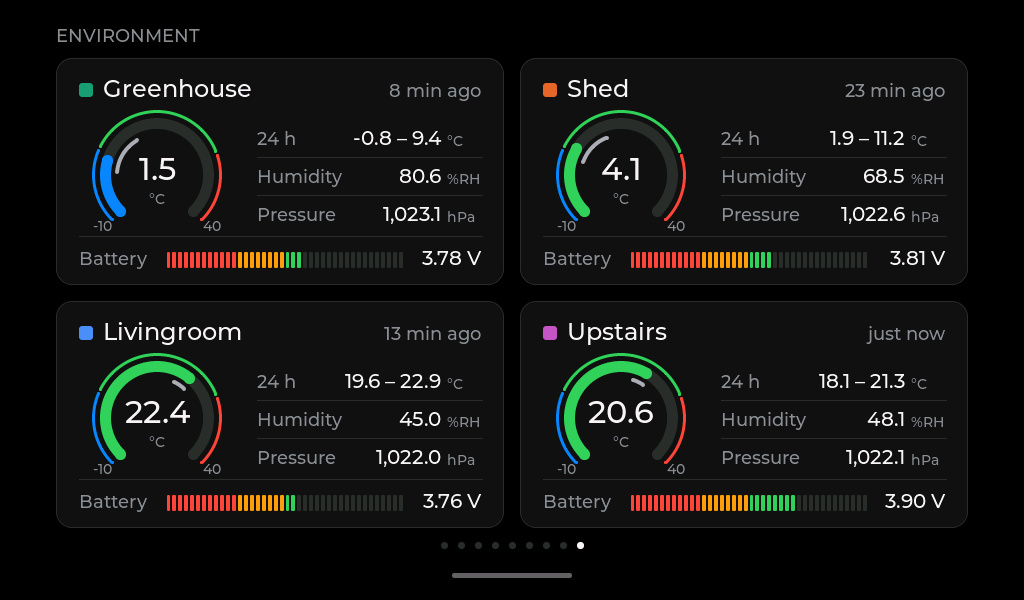 ENVIRONMENT
Greenhouse 8 min ago
1.5 °C
-10 40
24 h -0.8 – 9.4 °C
Humidity 80.6 %RH
Pressure 1,023.1 hPa
Battery 3.78 V
Shed 23 min ago
4.1 °C
-10 40
24 h 1.9 – 11.2 °C
Humidity 68.5 %RH
Pressure 1,022.6 hPa
Battery 3.81 V
Livingroom 13 min ago
22.4 °C
-10 40
24 h 19.6 – 22.9 °C
Humidity 45.0 %RH
Pressure 1,022.0 hPa
Battery 3.76 V
Upstairs just now
20.6 °C
-10 40
24 h 18.1 – 21.3 °C
Humidity 48.1 %RH
Pressure 1,022.1 hPa
Battery 3.90 V